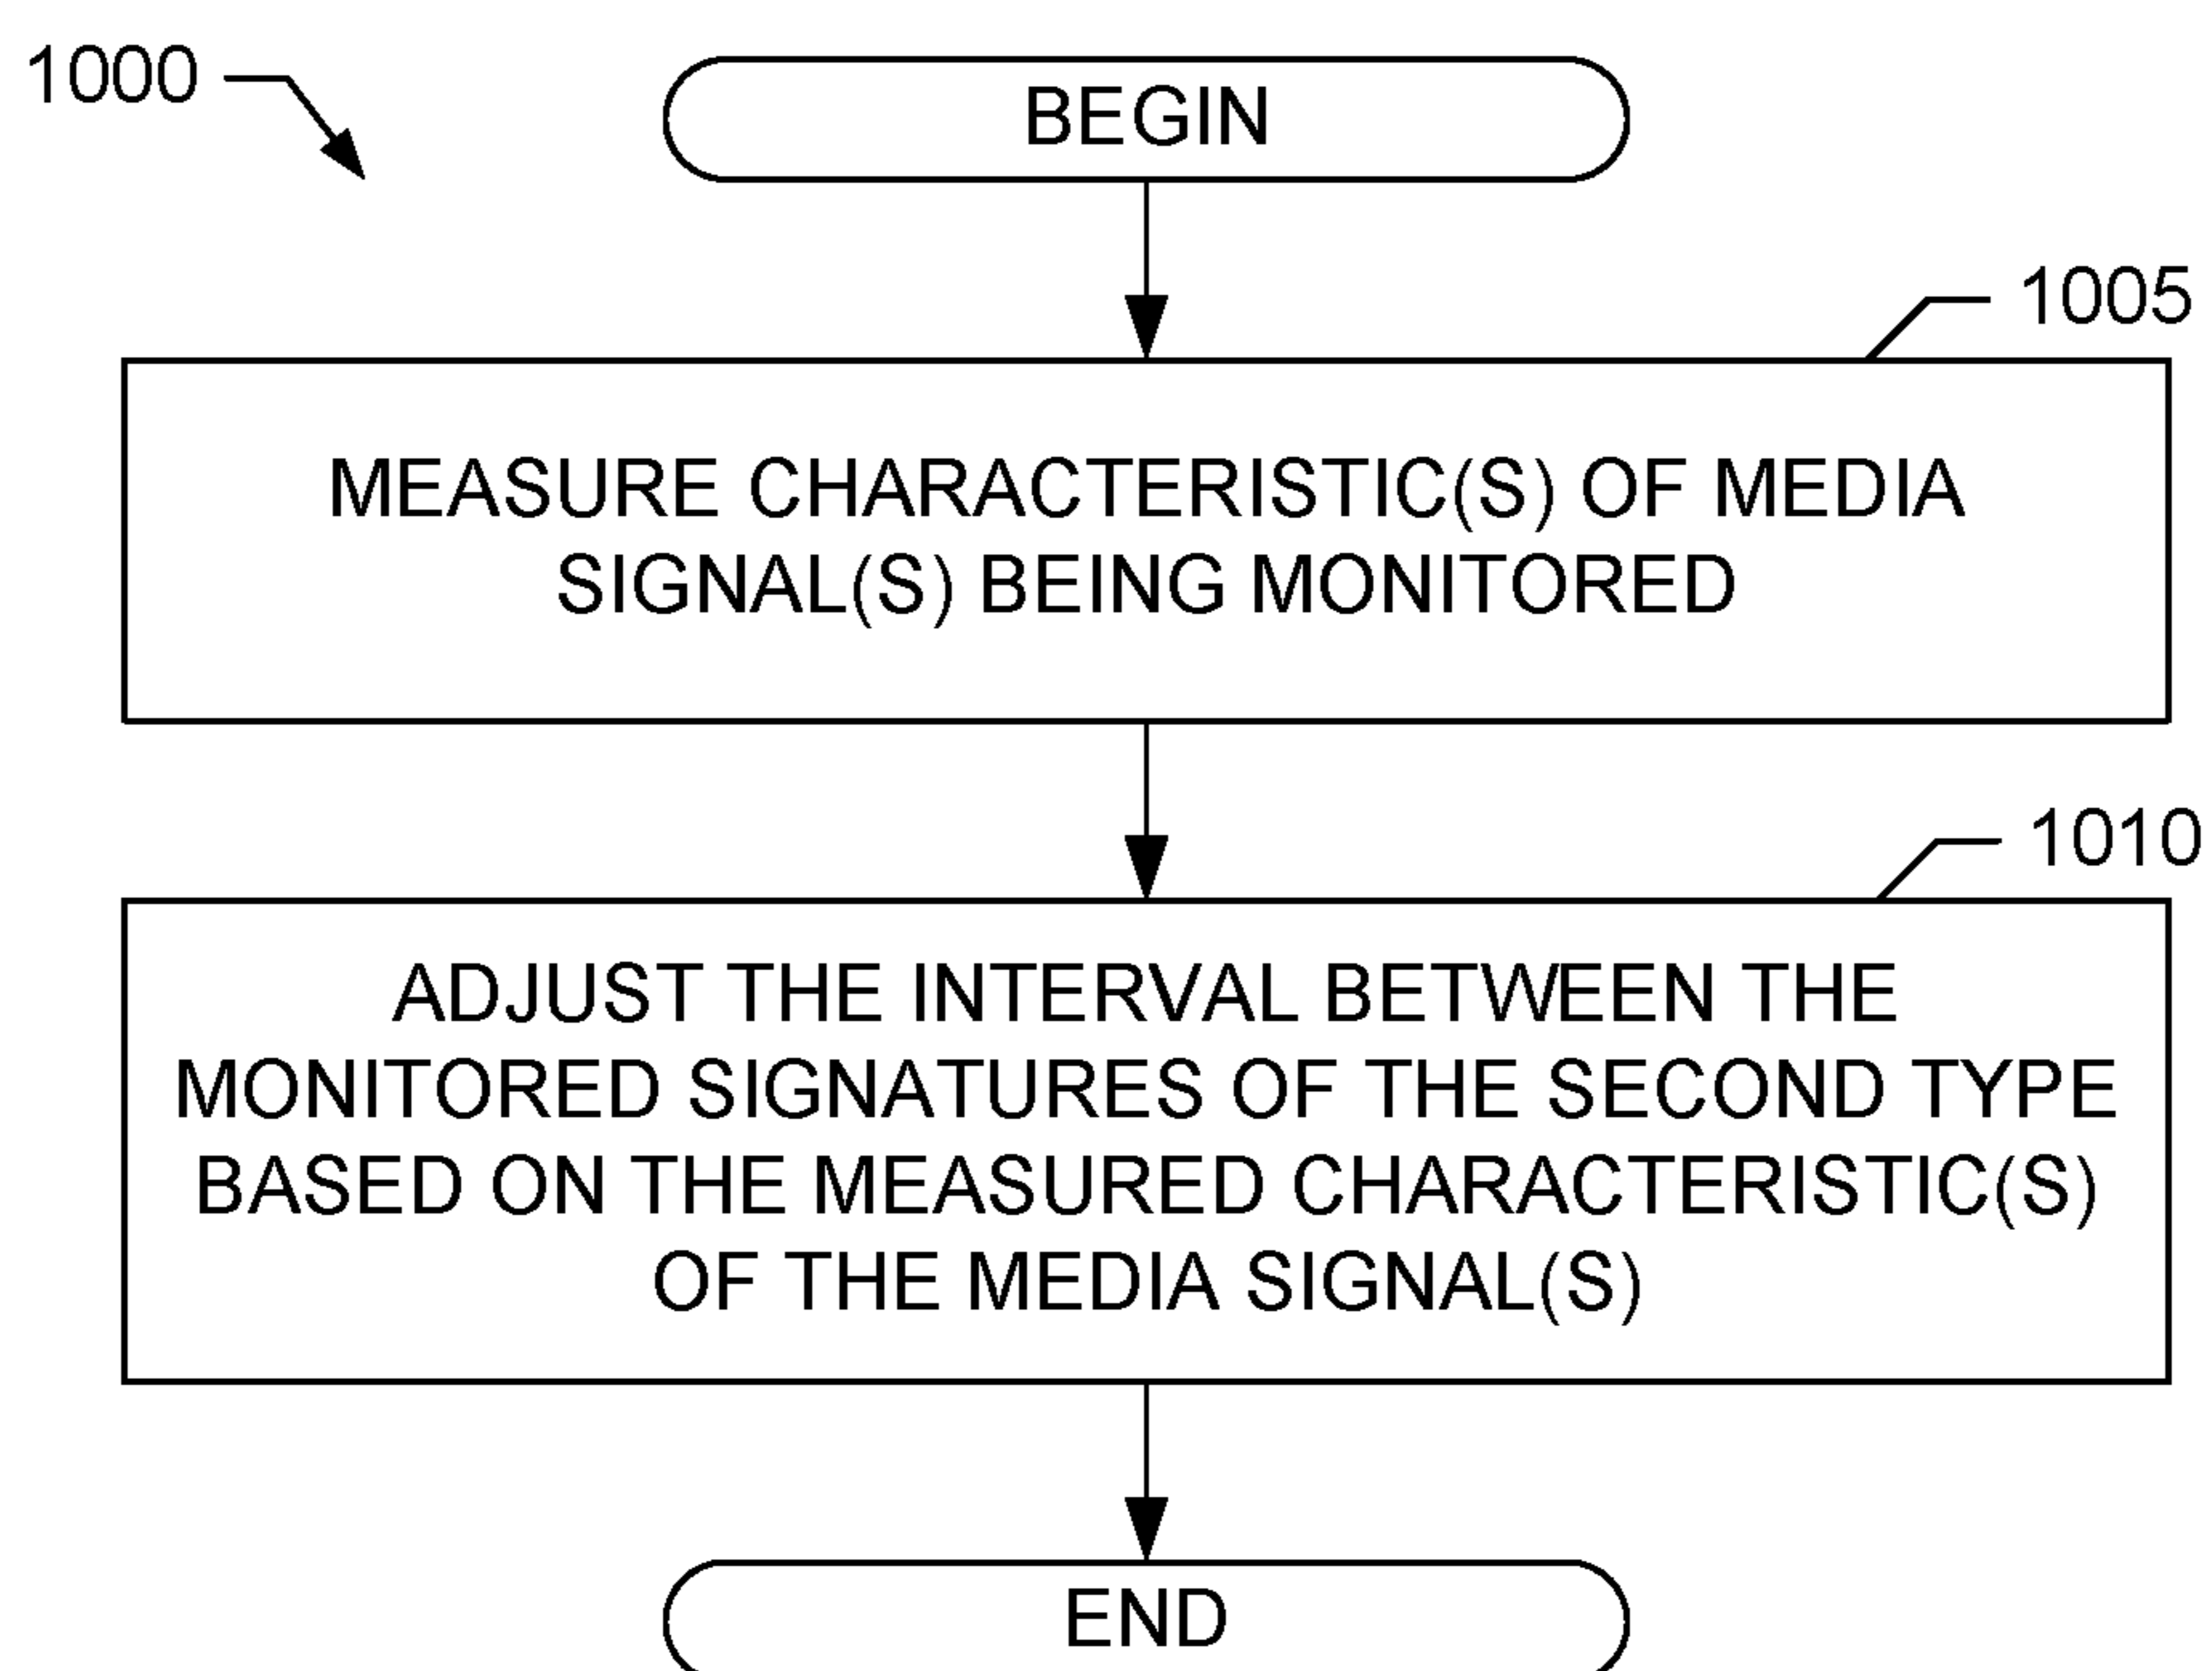 1000
BEGIN
1005
MEASURE CHARACTERISTIC(S) OF MEDIA
SIGNAL(S) BEING MONITORED
1010
ADJUST THE INTERVAL BETWEEN THE
MONITORED SIGNATURES OF THE SECOND TYPE
BASED ON THE MEASURED CHARACTERISTIC(S)
OF THE MEDIA SIGNAL(S)
END